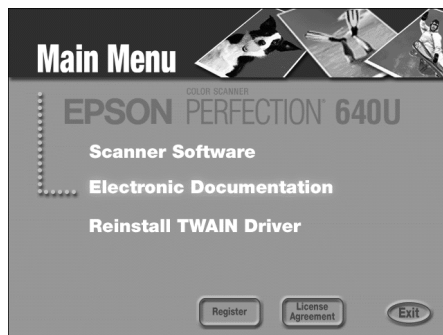 Main Menu
COLOR SCANNER
EPSON PERFECTION 640U
Scanner Software
Electronic Documentation
Reinstall TWAIN Driver
Register
License
Agreement
Exit